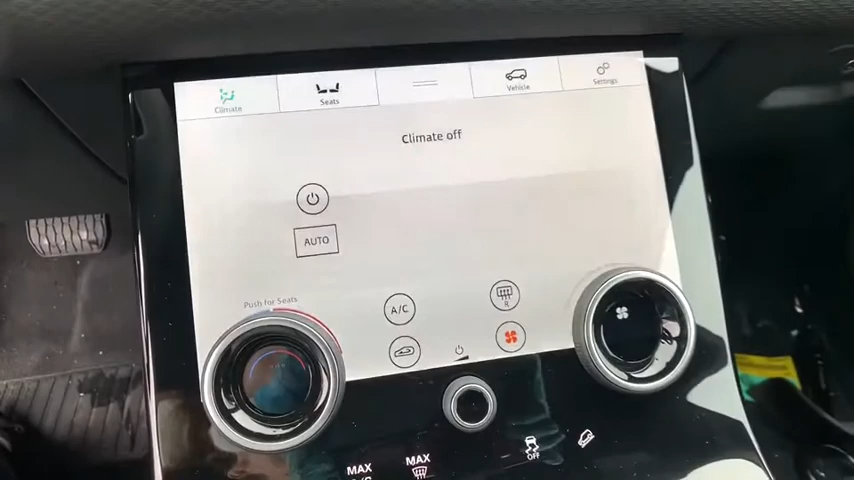 Climate
Seats
Vehicle
Settings
Climate off
AUTO
Push for Seats
A/C
R
MAX
A/C
MAX
OFF